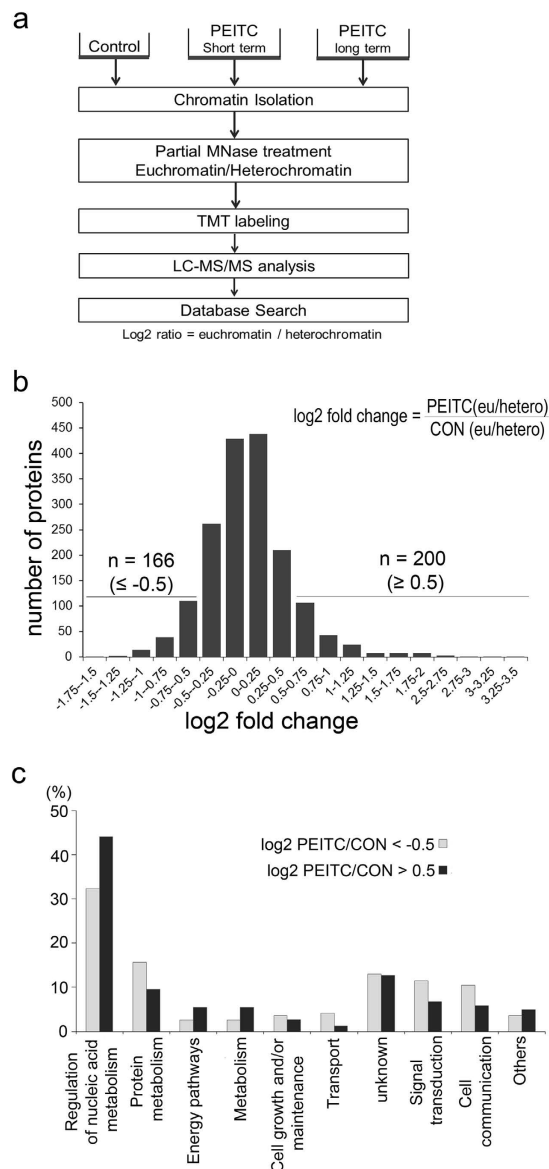 a
Control
PEITC
Short term
PEITC
long term
Chromatin Isolation
Partial MNase treatment
Euchromatin/Heterochromatin
TMT labeling
LC-MS/MS analysis
Database Search
Log2 ratio = euchromatin / heterochromatin
b
log2 fold change = PEITC(eu/hetero)
CON (eu/hetero)
number of proteins
500
450
400
350
300
250
200
150
100
50
0
n = 166
(≤ -0.5)
n = 200
(≥ 0.5)
-1.75--1.5
-1.5--1.25
-1.25--1
-1--0.75
-0.75--0.5
-0.5--0.25
-0.25-0
0-0.25
0.25-0.5
0.5-0.75
0.75-1
1-1.25
1.25-1.5
1.5-1.75
1.75-2
2.5-2.75
2.75-3
3-3.25
3.25-3.5
log2 fold change
c
(%)
50
40
30
20
10
0
log2 PEITC/CON < -0.5
log2 PEITC/CON > 0.5
Regulation
of nucleic acid
metabolism
Protein
metabolism
Energy pathways
Metabolism
Cell growth and/or
maintenance
Transport
unknown
Signal
transduction
Cell
communication
Others